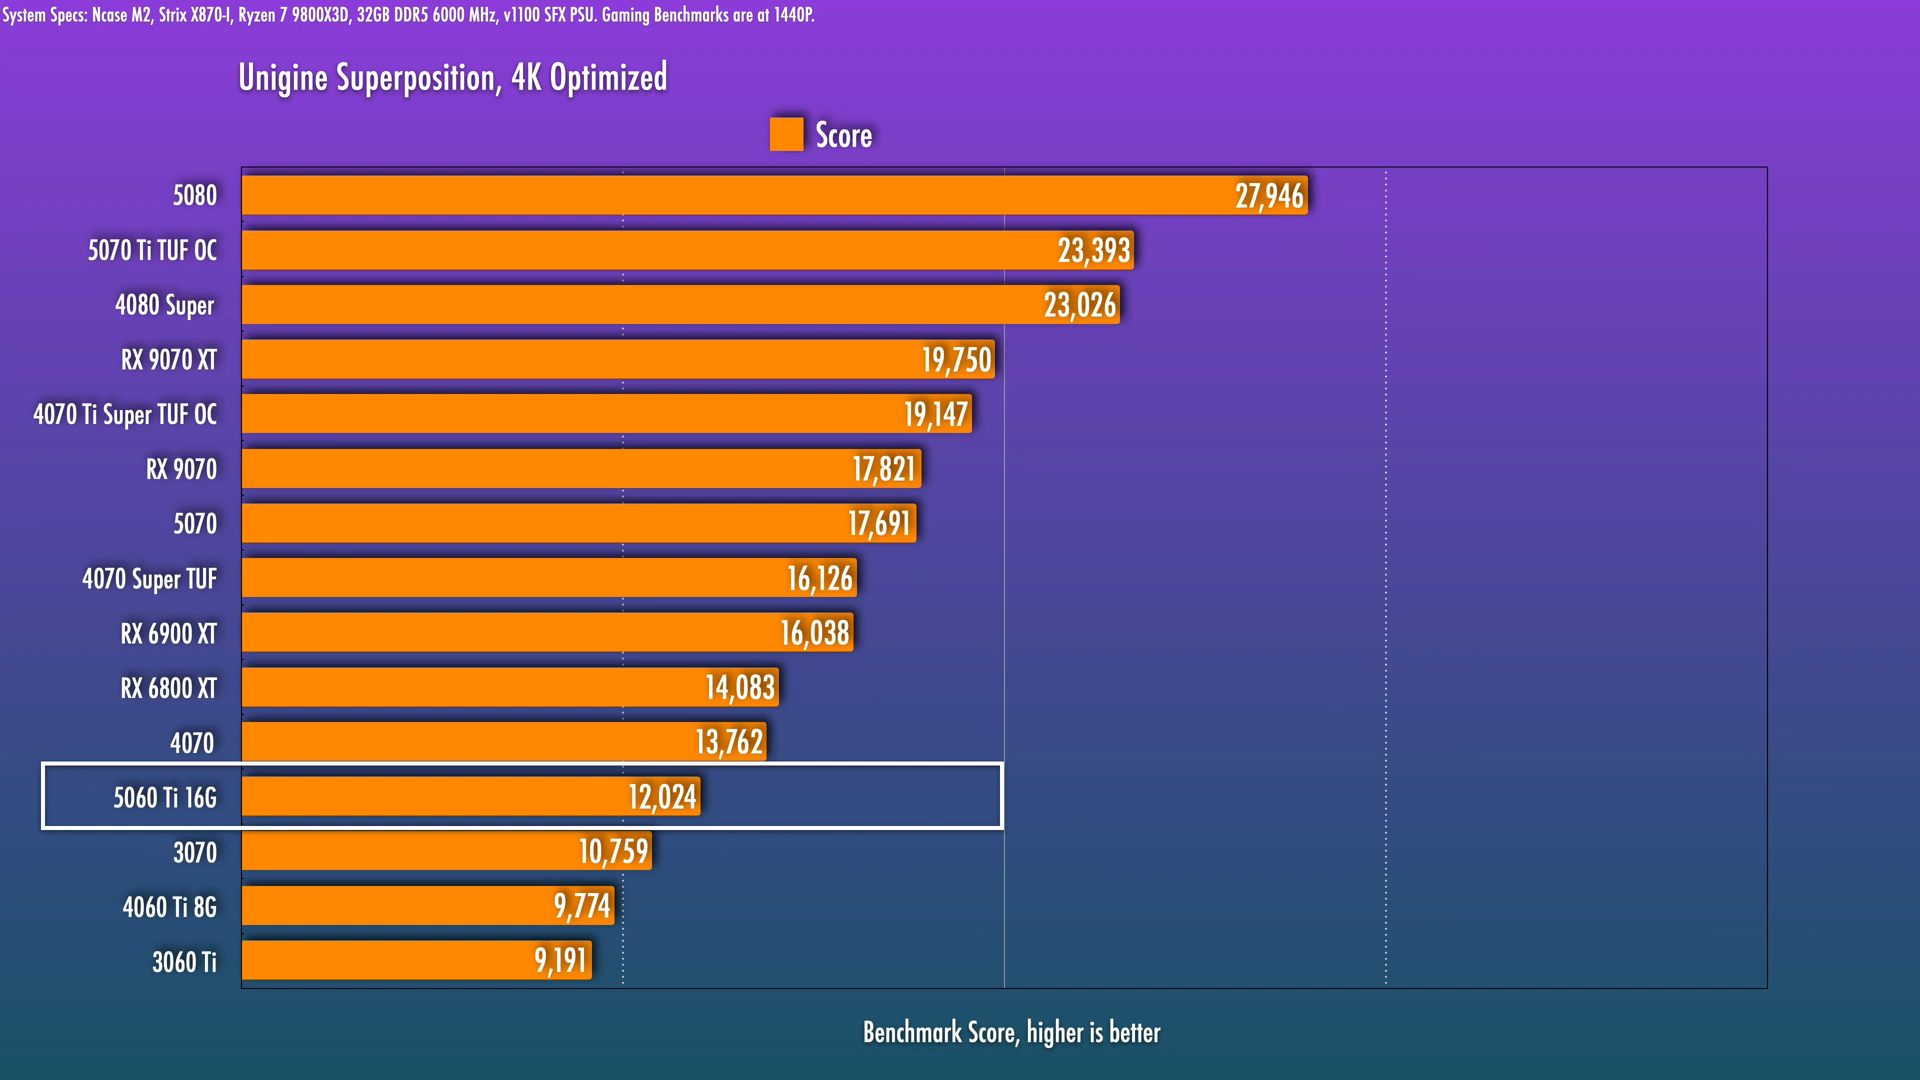 System Specs: Ncase M2, Strix X870-I, Ryzen 7 9800X3D, 32GB DDR5 6000 MHz, v1100 SFX PSU. Gaming Benchmarks are at 1440P.
Unigine Superposition, 4K Optimized
Score
5080 27,946
5070 Ti TUF OC 23,393
4080 Super 23,026
RX 9070 XT 19,750
4070 Ti Super TUF OC 19,147
RX 9070 17,821
5070 17,691
4070 Super TUF 16,126
RX 6900 XT 16,038
RX 6800 XT 14,083
4070 13,762
5060 Ti 16G 12,024
3070 10,759
4060 Ti 8G 9,774
3060 Ti 9,191
Benchmark Score, higher is better